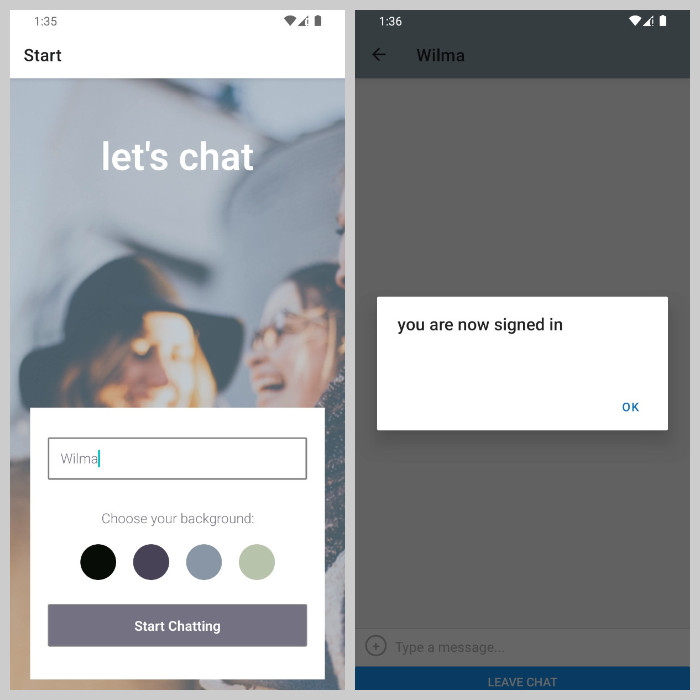 1:35
Start
let's chat
Wilma
Choose your background:
Start Chatting
1:36
Wilma
you are now signed in
OK
Type a message...
LEAVE CHAT